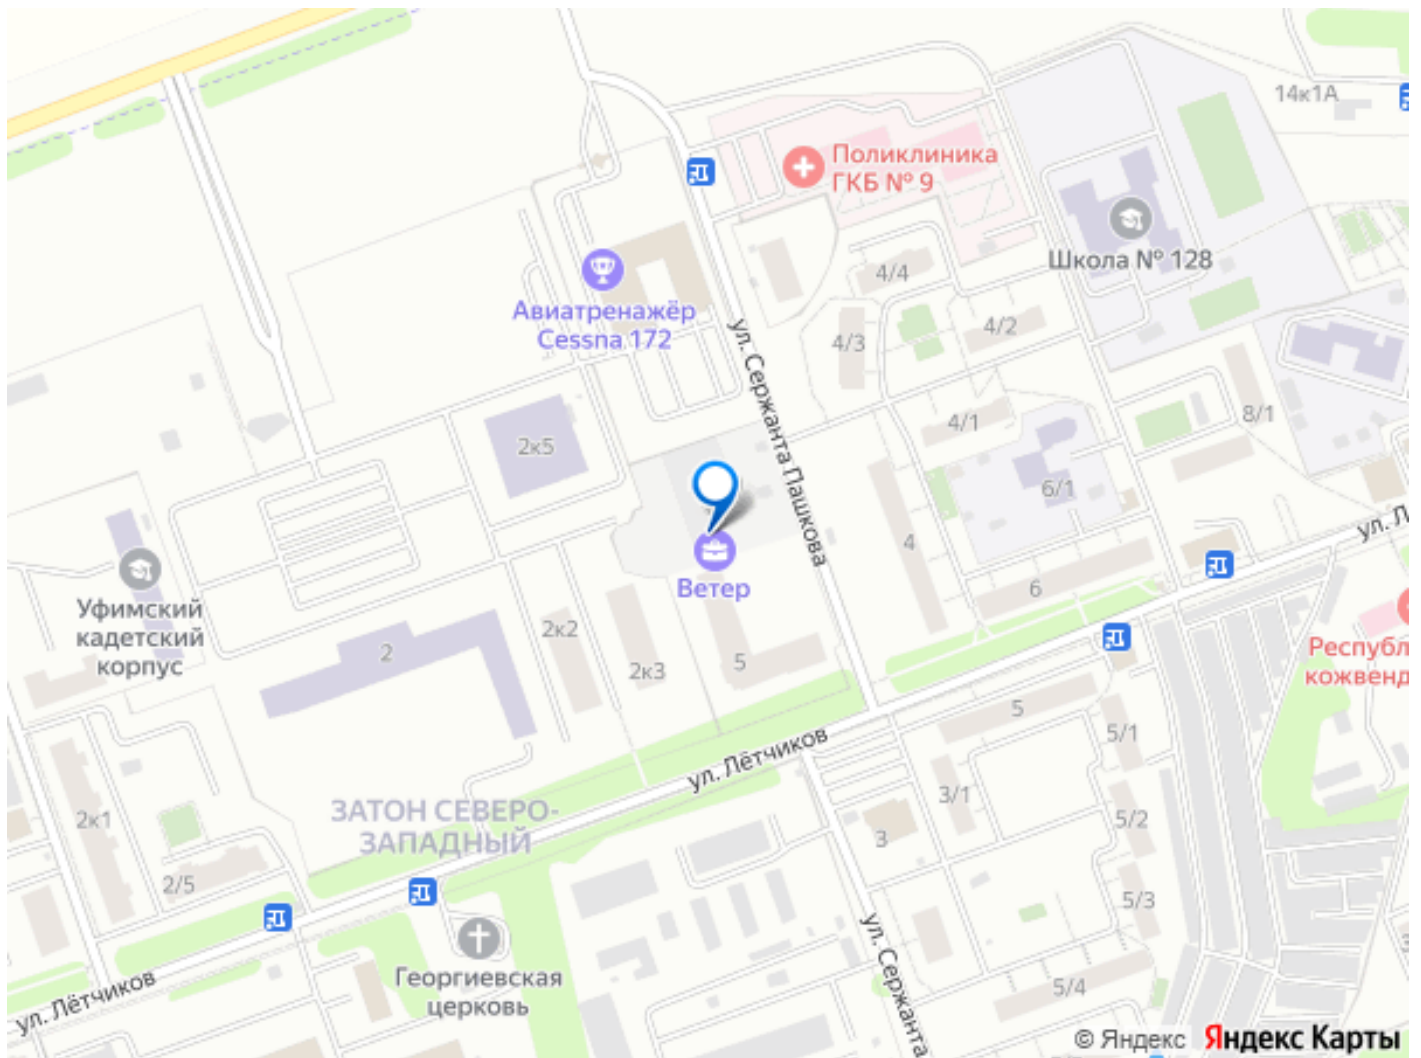 14к1А
Поликлиника
ГКБ № 9
Школа № 128
4/4
Авиатренажёр
Cessna 172
ул. Сержанта Пашкова
4/3
4/2
8/1
4/1
2к5
6/1
ул. Л
4
Ветер
6
Уфимский
кадетский
корпус
2к2
2
2к3
5
Республ
кожвенд
5
5/1
ул. Лётчиков
3/1
ЗАТОН СЕВЕРО-
ЗАПАДНЫЙ
2к1
5/2
3
2/5
5/3
ул. Сержанта
Георгиевская
церковь
5/4
3
ул. Лётчиков
© Яндекс Яндекс Карты